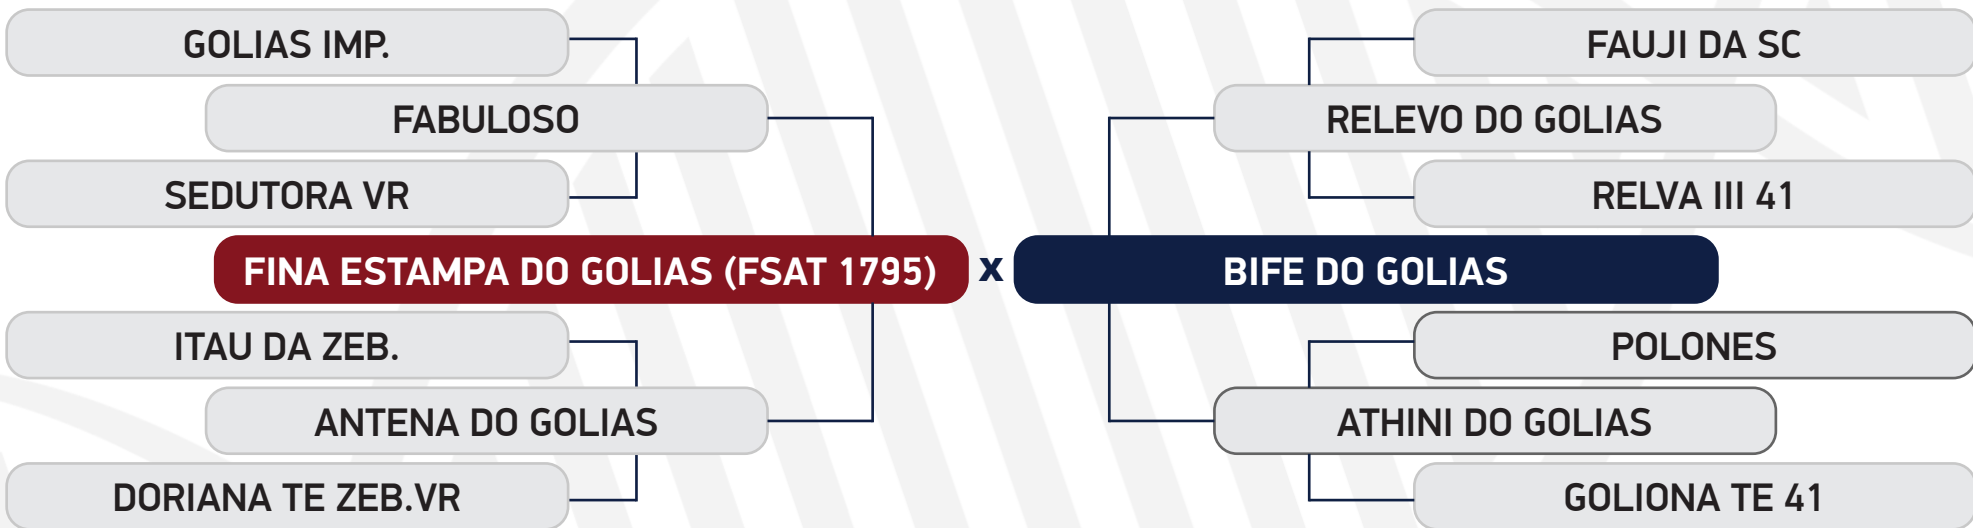 GOLIAS IMP.
FABULOSO
SEDUTORA VR
FINA ESTAMPA DO GOLIAS (FSAT 1795)
ITAU DA ZEB.
ANTENA DO GOLIAS
DORIANA TE ZEB.VR
x
FAUJI DA SC
RELEVO DO GOLIAS
RELVA III 41
BIFE DO GOLIAS
POLONES
ATHINI DO GOLIAS
GOLIONA TE 41